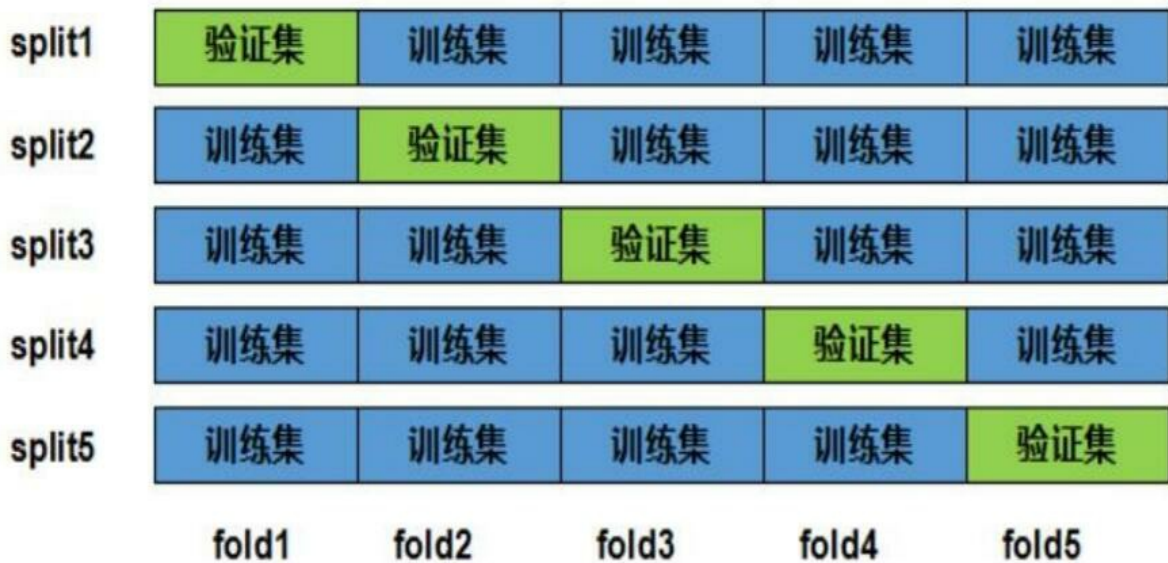 split1 验证集 训练集 训练集 训练集 训练集
split2 训练集 验证集 训练集 训练集 训练集
split3 训练集 训练集 验证集 训练集 训练集
split4 训练集 训练集 训练集 验证集 训练集
split5 训练集 训练集 训练集 训练集 验证集
fold1 fold2 fold3 fold4 fold5